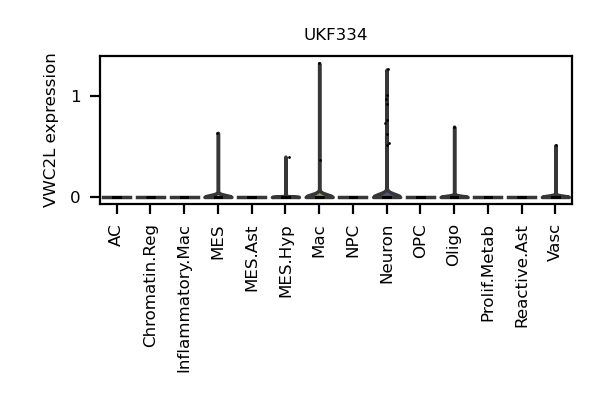 UKF334
VWC2L expression
1
0
AC
Chromatin.Reg
Inflammatory.Mac
MES
MES.Ast
MES.Hyp
Mac
NPC
Neuron
OPC
Oligo
Prolif.Metab
Reactive.Ast
Vasc